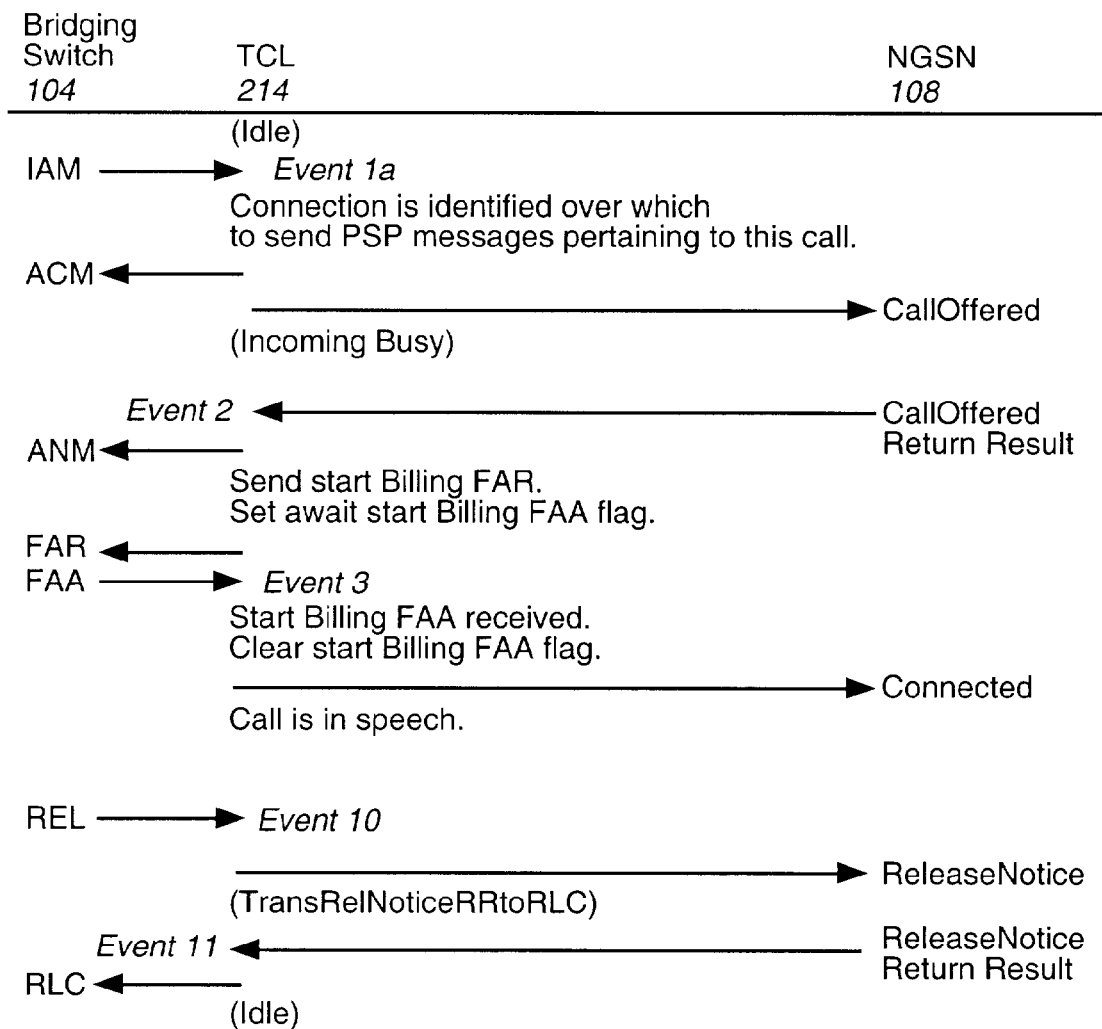 Bridging
Switch TCL NGSN
104 214 108
(Idle)
IAM Event 1a
Connection is identified over which
to send PSP messages pertaining to this call.
ACM
CallOffered
(Incoming Busy)
Event 2 CallOffered
Return Result
ANM
Send start Billing FAR.
Set await start Billing FAA flag.
FAR
FAA Event 3
Start Billing FAA received.
Clear start Billing FAA flag.
Connected
Call is in speech.
REL Event 10
ReleaseNotice
(TransRelNoticeRRtoRLC)
Event 11 ReleaseNotice
Return Result
RLC
(Idle)